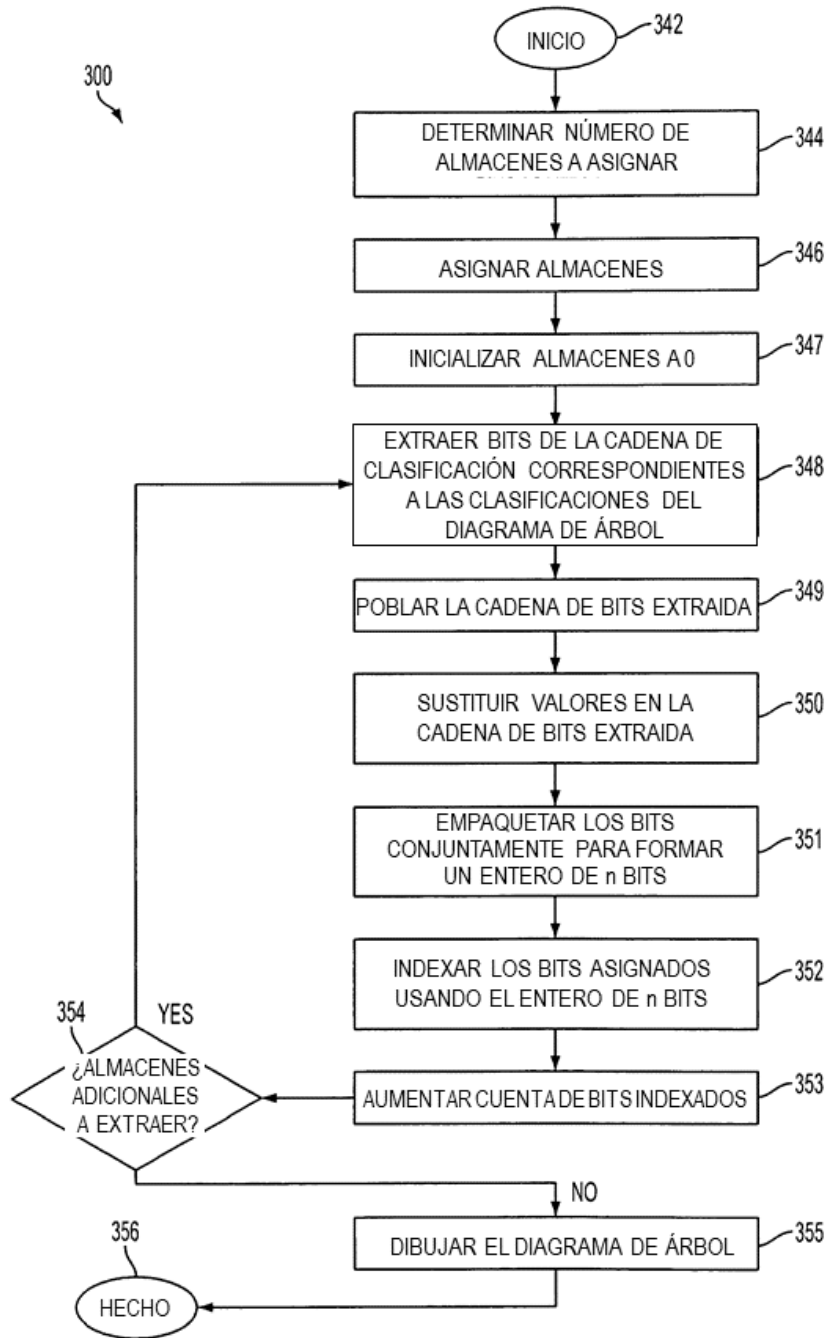 INICIO
342
300
DETERMINAR NÚMERO DE
ALMACENES A ASIGNAR
344
ASIGNAR ALMACENES
346
INICIALIZAR ALMACENES A 0
347
EXTRAER BITS DE LA CADENA DE
CLASIFICACIÓN CORRESPONDIENTES
A LAS CLASIFICACIONES DEL
DIAGRAMA DE ÁRBOL
348
POBLAR LA CADENA DE BITS EXTRAIDA
349
SUSTITUIR VALORES EN LA
CADENA DE BITS EXTRAIDA
350
EMPAQUETAR LOS BITS
CONJUNTAMENTE PARA FORMAR
UN ENTERO DE n BITS
351
INDEXAR LOS BITS ASIGNADOS
USANDO EL ENTERO DE n BITS
352
354
YES
¿ALMACENES
ADICIONALES
A EXTRAER?
AUMENTAR CUENTA DE BITS INDEXADOS
353
NO
DIBUJAR EL DIAGRAMA DE ÁRBOL
355
356
HECHO